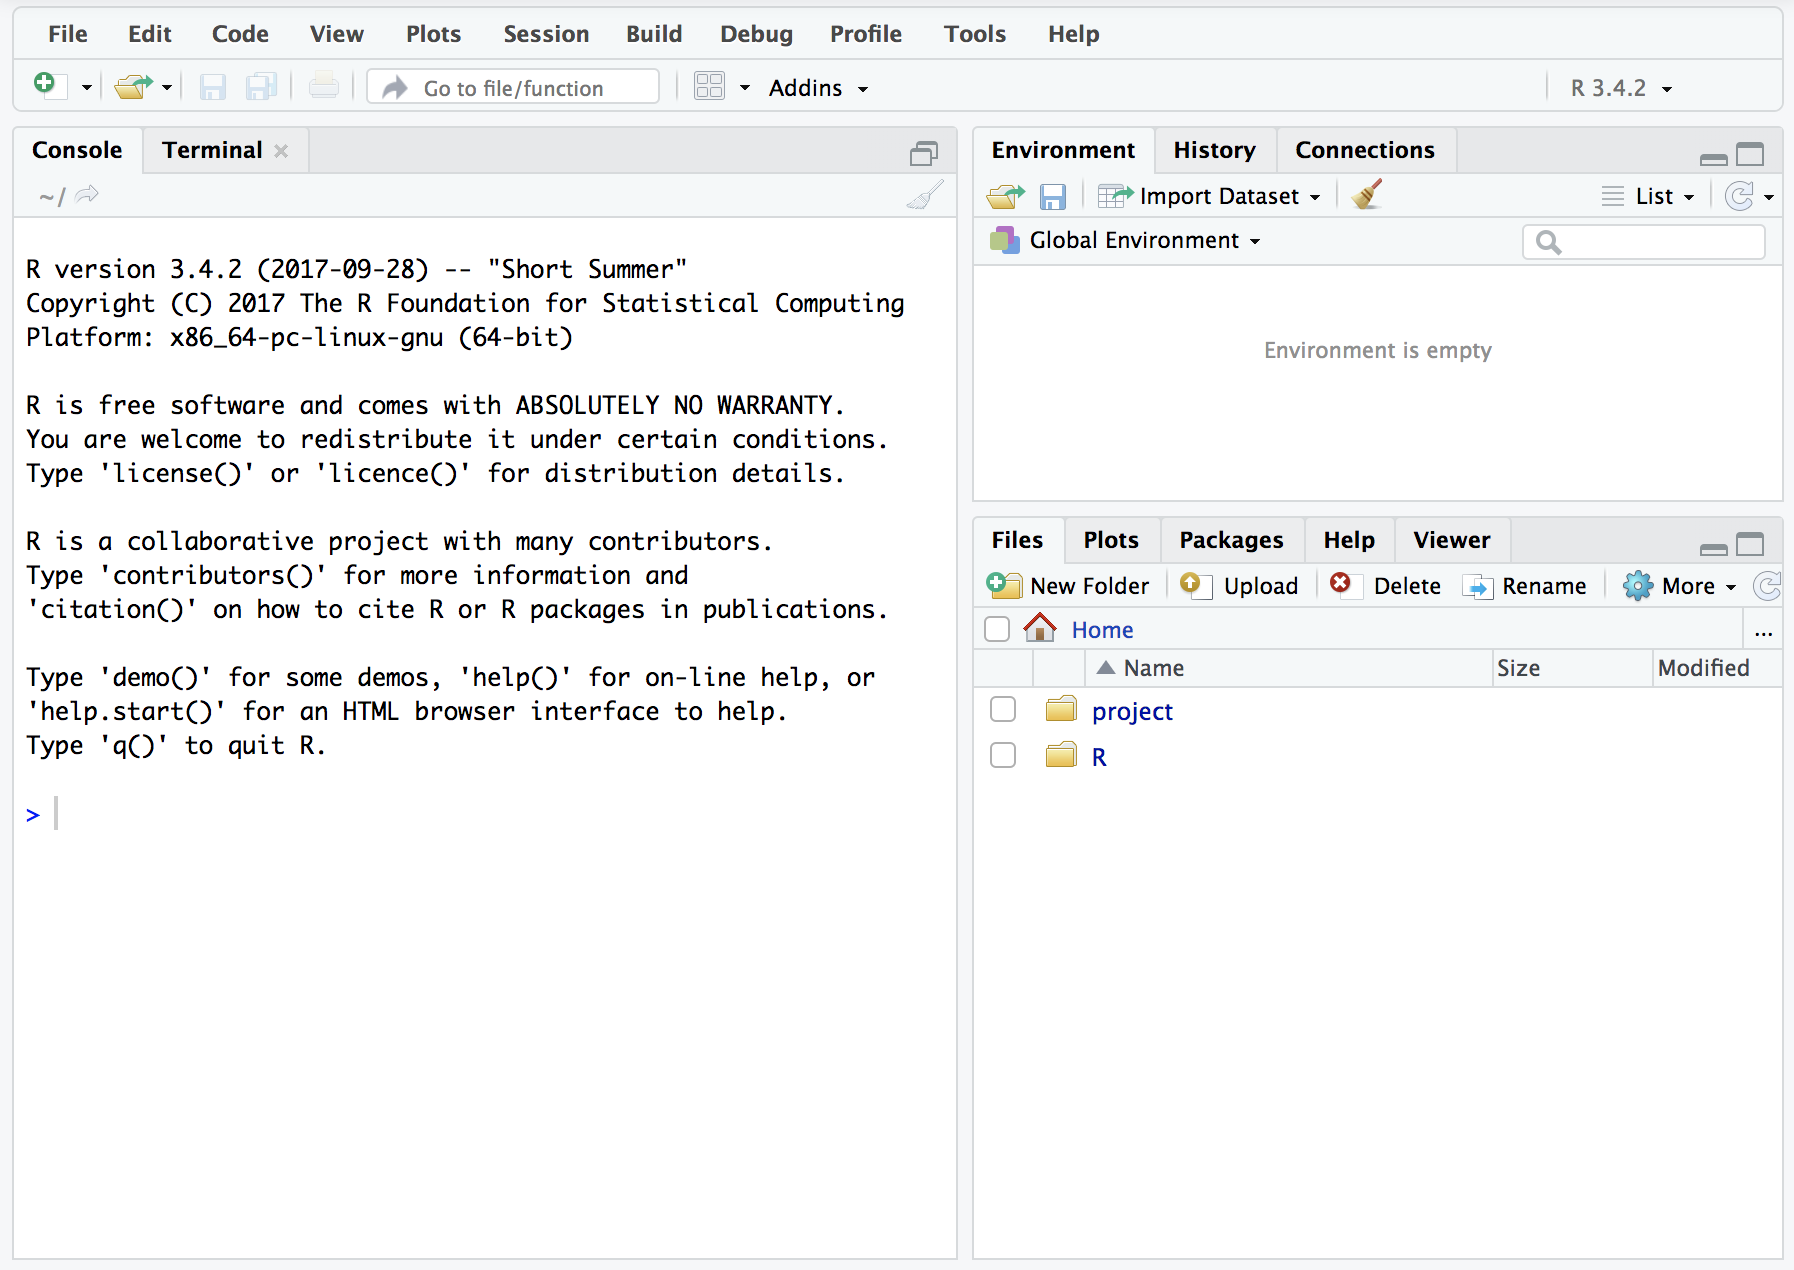 File Edit Code View Plots Session Build Debug Profile Tools Help
Go to file/function Addins R 3.4.2
Console Terminal
~/
R version 3.4.2 (2017-09-28) -- "Short Summer"
Copyright (C) 2017 The R Foundation for Statistical Computing
Platform: x86_64-pc-linux-gnu (64-bit)
R is free software and comes with ABSOLUTELY NO WARRANTY.
You are welcome to redistribute it under certain conditions.
Type 'license()' or 'licence()' for distribution details.
R is a collaborative project with many contributors.
Type 'contributors()' for more information and
'citation()' on how to cite R or R packages in publications.
Type 'demo()' for some demos, 'help()' for on-line help, or
'help.start()' for an HTML browser interface to help.
Type 'q()' to quit R.
>
Environment History Connections
Import Dataset List
Global Environment
Environment is empty
Files Plots Packages Help Viewer
New Folder Upload Delete Rename More
Home ...
Name Size Modified
project
R